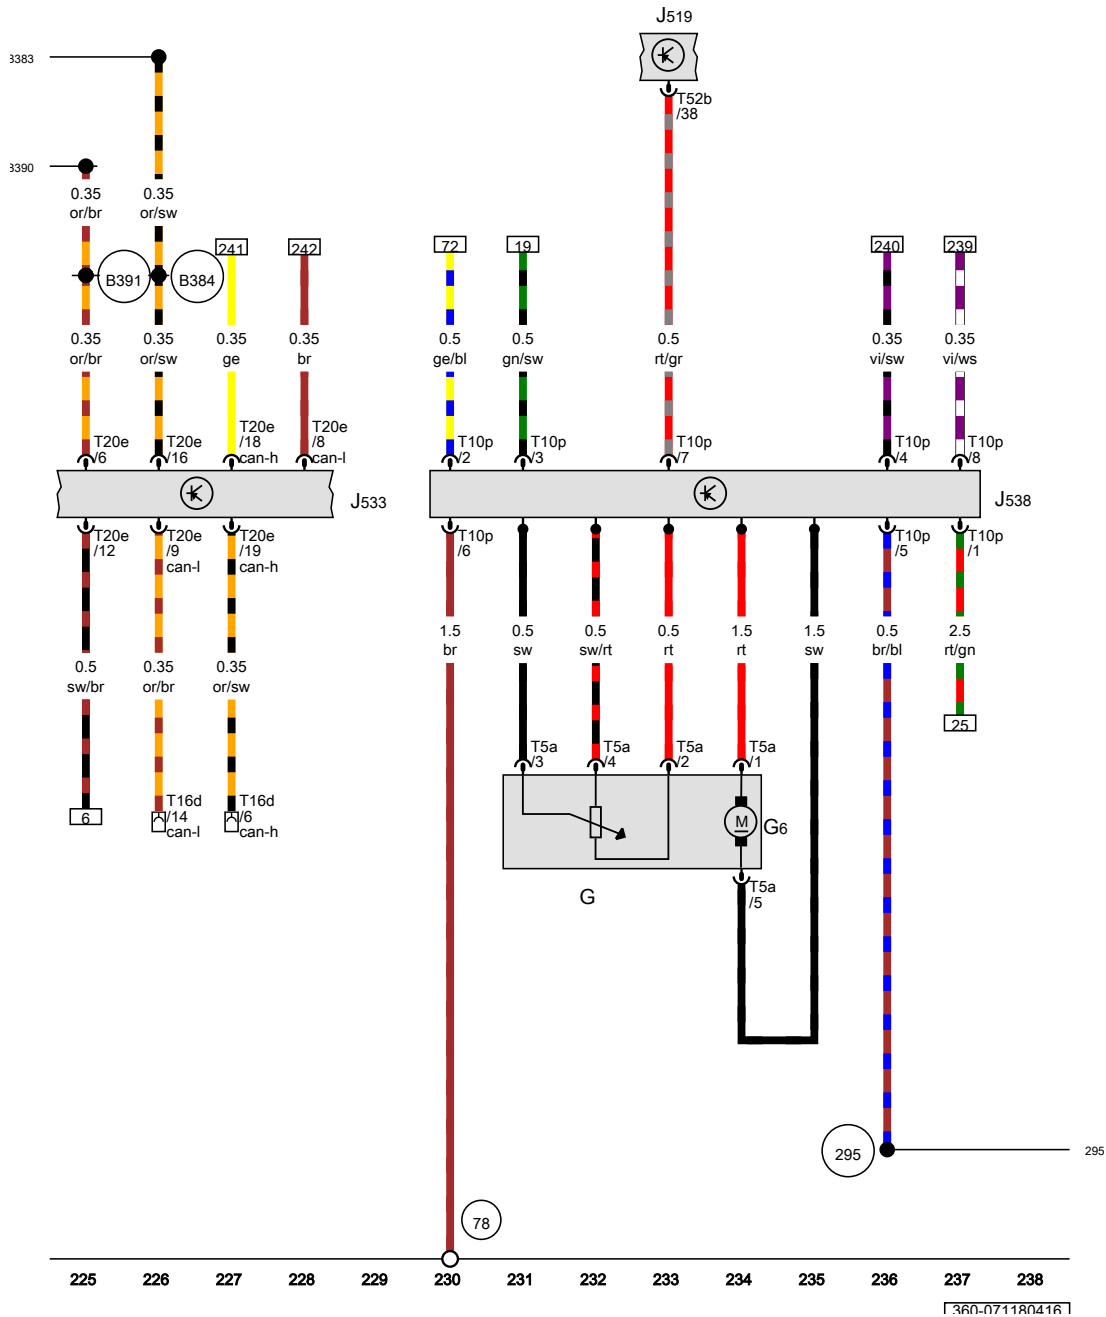 J519
B383
T52b
/38
B390
0.35
or/br
0.35
or/sw
241
242
72
19
240
239
B391
B384
0.35
or/br
0.35
or/sw
0.35
ge
0.35
br
0.5
ge/bl
0.5
gn/sw
0.5
rt/gr
0.35
vi/sw
0.35
vi/ws
T20e
/6
T20e
/16
T20e
/18
can-h
T20e
/8
can-l
T10p
/2
T10p
/3
T10p
/7
T10p
/4
T10p
/8
J533
J538
T20e
/12
T20e
/9
can-l
T20e
/19
can-h
T10p
/6
T10p
/5
T10p
/1
0.5
sw/br
0.35
or/br
0.35
or/sw
1.5
br
0.5
sw
0.5
sw/rt
0.5
rt
1.5
rt
1.5
sw
0.5
br/bl
2.5
rt/gn
25
T5a
/3
T5a
/4
T5a
/2
T5a
/1
6
T16d
/14
can-l
T16d
/6
can-h
M
G6
G
T5a
/5
295
295
78
225 226 227 228 229 230 231 232 233 234 235 236 237 238
360-071180416